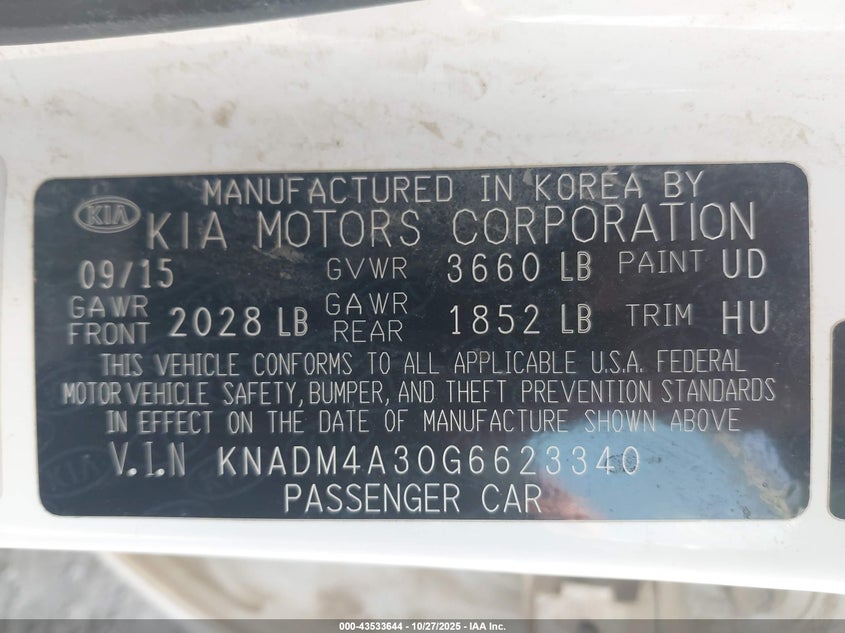 MANUFACTURED IN KOREA BY
KIA
KIA MOTORS CORPORATION
09/15 GVWR 3660 LB PAINT UD
GAWR FRONT 2028 LB GAWR REAR 1852 LB TRIM HU
THIS VEHICLE CONFORMS TO ALL APPLICABLE U.S.A. FEDERAL
MOTOR VEHICLE SAFETY, BUMPER, AND THEFT PREVENTION STANDARDS
IN EFFECT ON THE DATE OF MANUFACTURE SHOWN ABOVE
V.I.N KNADM4A30G6623340
PASSENGER CAR
000-43533644 - 10/27/2025 - IAA Inc.